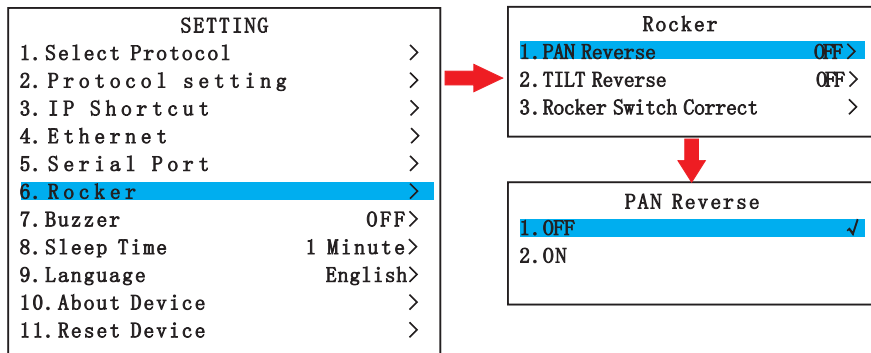 SETTING
1. Select Protocol >
2. Protocol setting >
3. IP Shortcut >
4. Ethernet >
5. Serial Port >
6. Rocker >
7. Buzzer OFF>
8. Sleep Time 1 Minute>
9. Language English>
10. About Device >
11. Reset Device >
Rocker
1. PAN Reverse OFF>
2. TILT Reverse OFF>
3. Rocker Switch Correct >
PAN Reverse
1. OFF √
2. ON